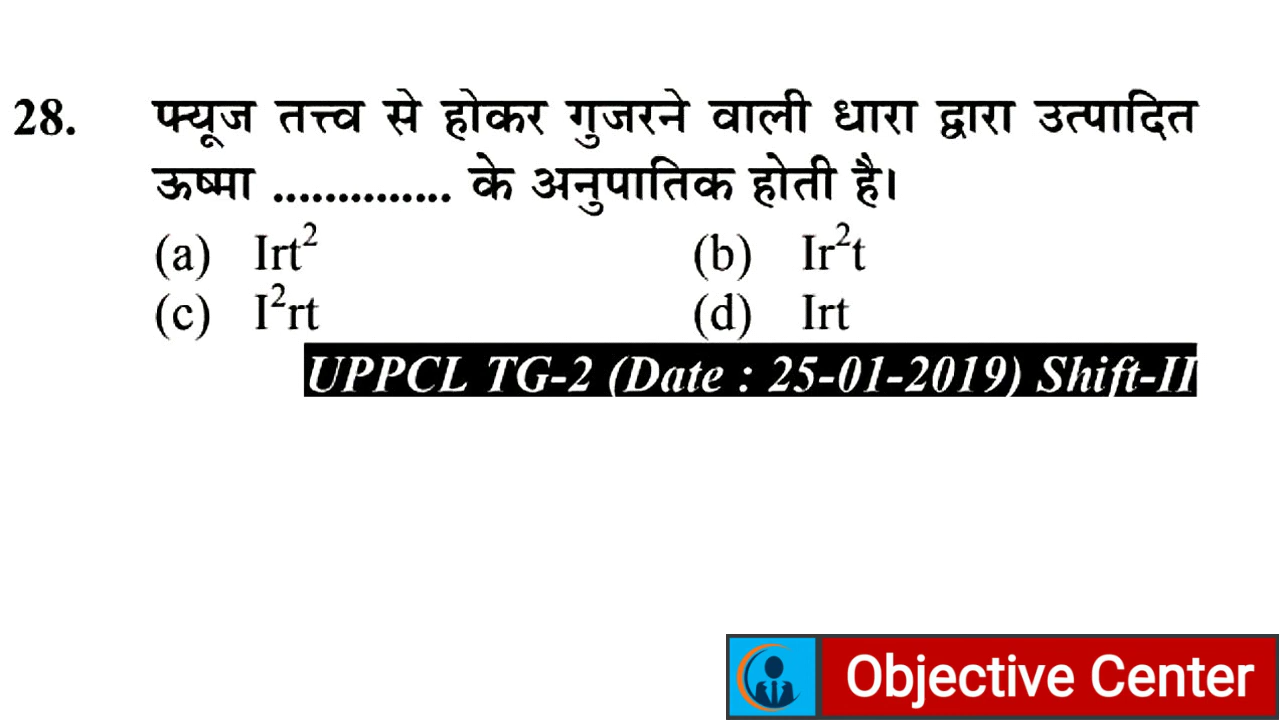 28. फ्यूज तत्त्व से होकर गुजरने वाली धारा द्वारा उत्पादित
ऊष्मा .............. के अनुपातिक होती है।
(a) Irt² (b) Ir²t
(c) I²rt (d) Irt
UPPCL TG-2 (Date : 25-01-2019) Shift-II
Objective Center